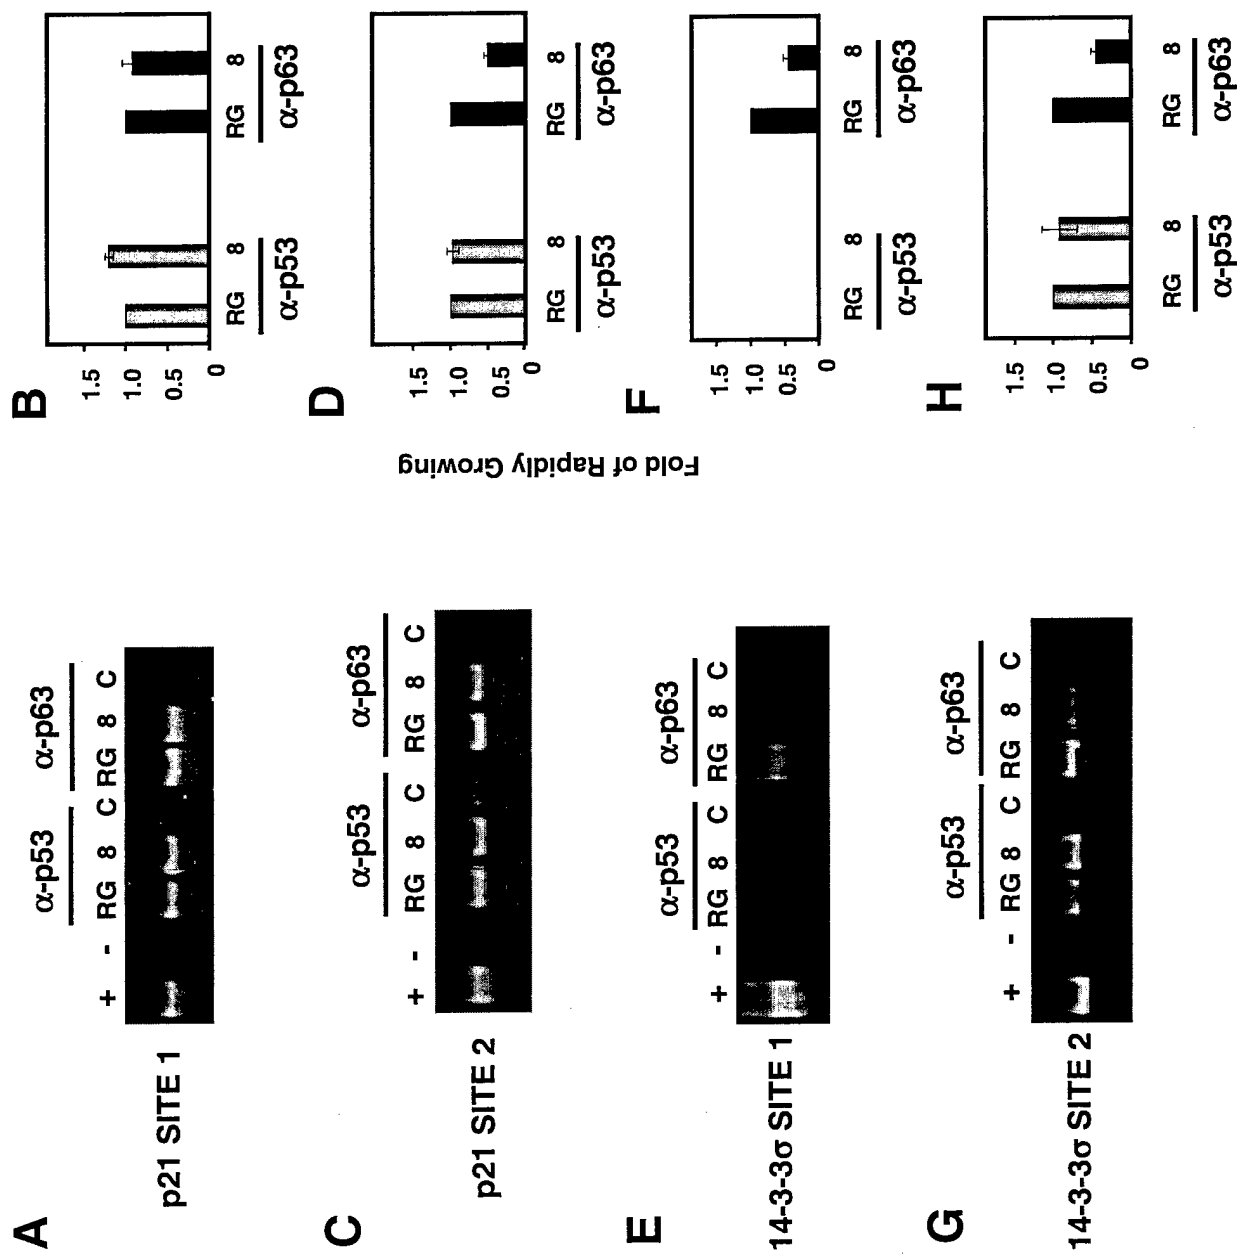 A
α-p53
α-p63
+ - RG 8 C RG 8 C
p21 SITE 1
B
1.5
1.0
0.5
0
RG 8 RG 8
α-p53 α-p63
C
α-p53
α-p63
+ - RG 8 C RG 8 C
p21 SITE 2
D
1.5
1.0
0.5
0
RG 8 RG 8
α-p53 α-p63
Fold of Rapidly Growing
E
α-p53
α-p63
+ - RG 8 C RG 8 C
14-3-3σ SITE 1
F
1.5
1.0
0.5
0
RG 8 RG 8
α-p53 α-p63
G
α-p53
α-p63
+ - RG 8 C RG 8 C
14-3-3σ SITE 2
H
1.5
1.0
0.5
0
RG 8 RG 8
α-p53 α-p63